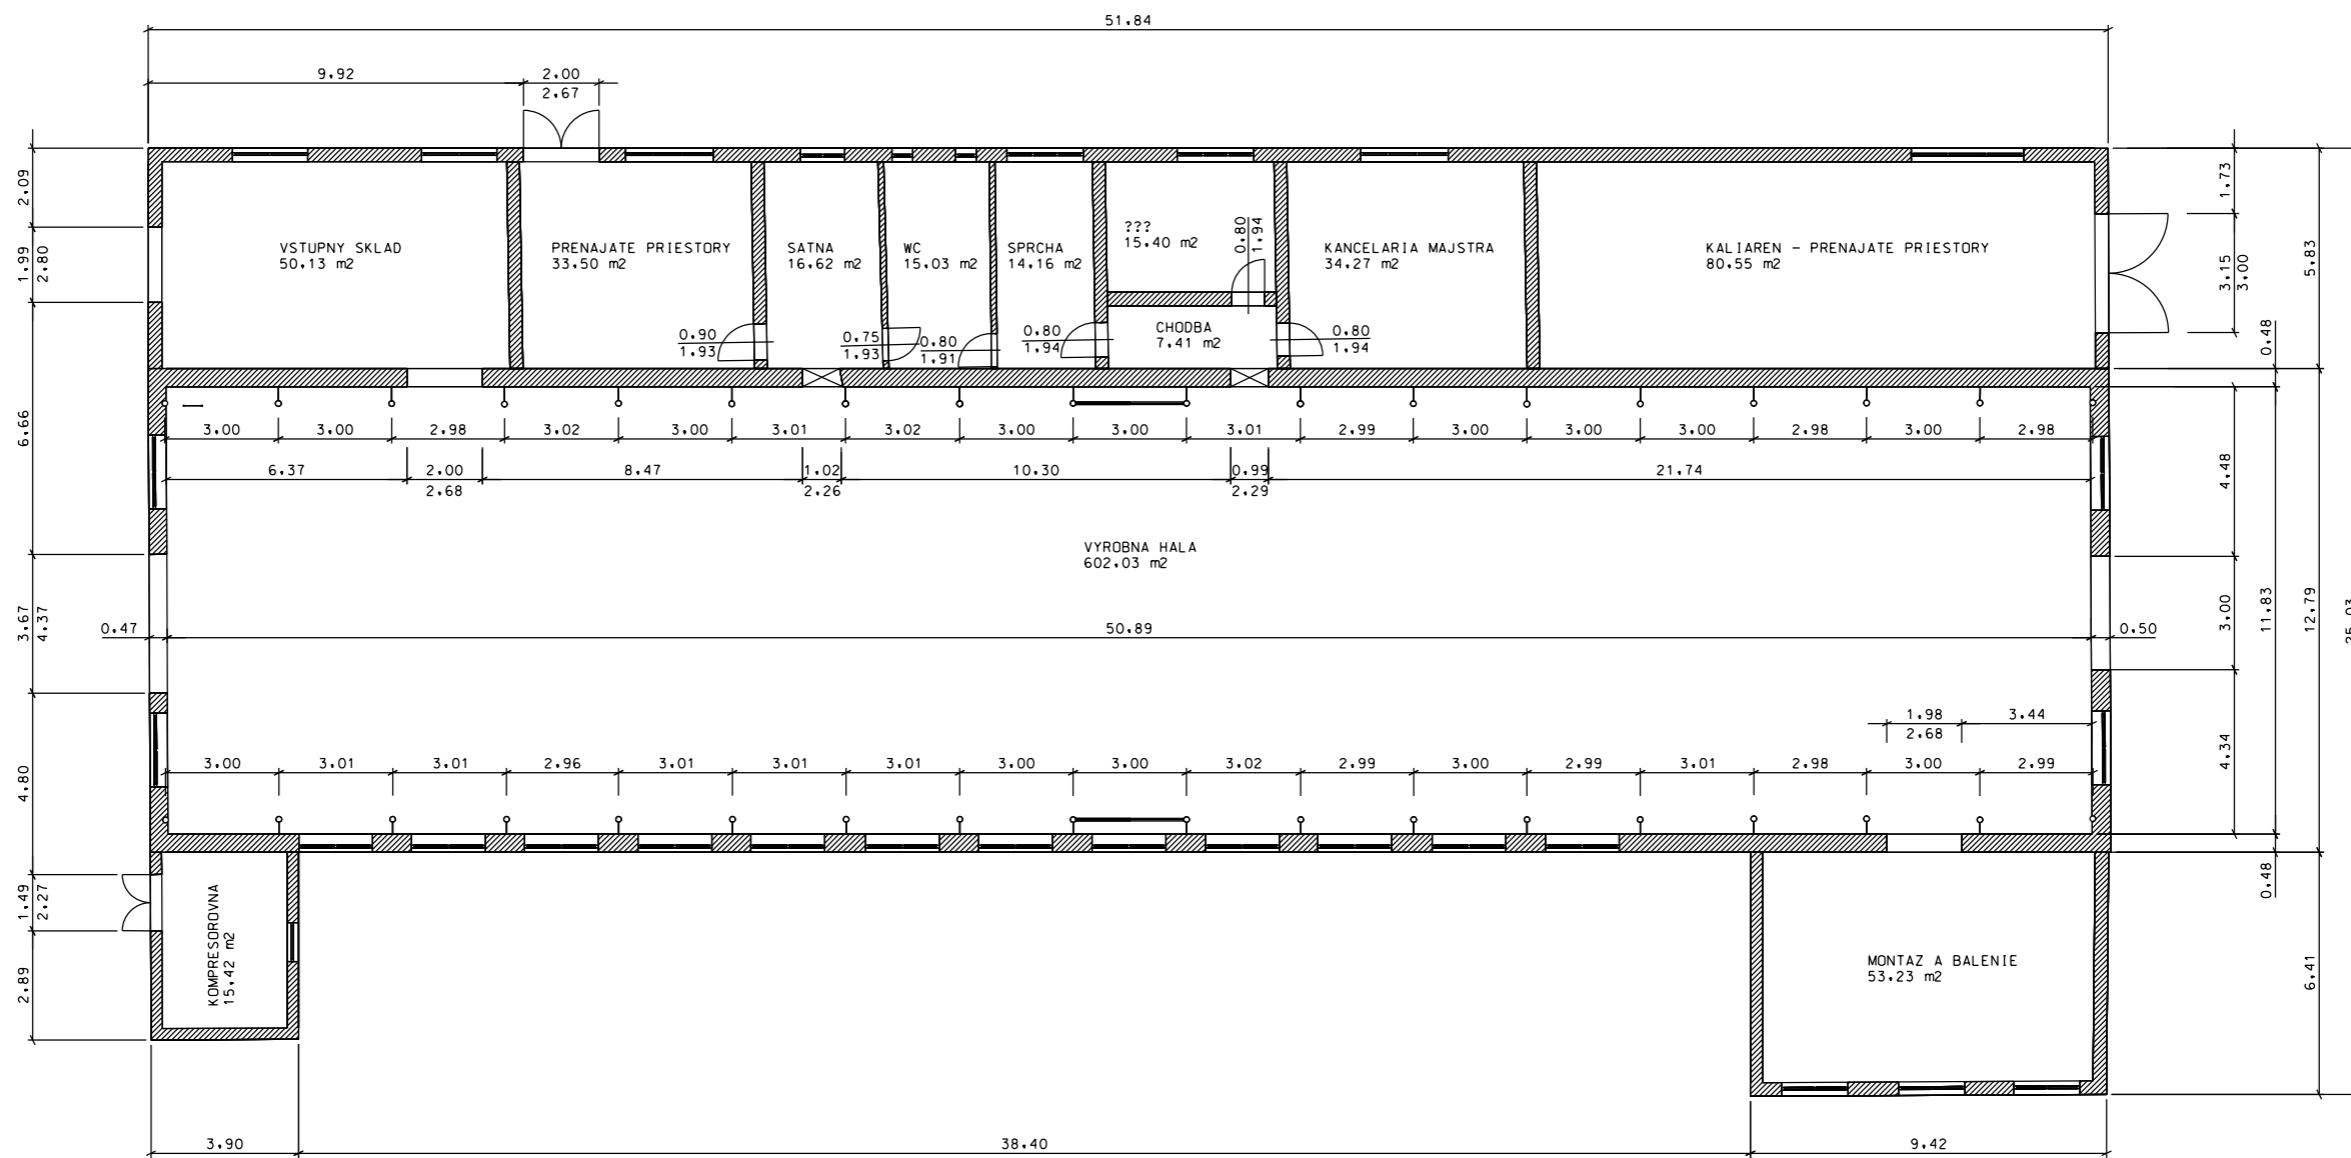 51.84
9.92
2.00
2.67
2.09
1.99
2.80
6.66
3.67
4.37
4.80
1.49
2.27
2.89
VSTUPNY SKLAD
50.13 m2
PRENAJATE PRIESTORY
33.50 m2
SATNA
16.62 m2
WC
15.03 m2
SPRCHA
14.16 m2
???
15.40 m2
0.80
1.94
KANCELARIA MAJSTRA
34.27 m2
KALIAREN - PRENAJATE PRIESTORY
80.55 m2
CHODBA
7.41 m2
0.90
1.93
0.75
1.93
0.80
1.91
0.80
1.94
0.80
1.94
1.73
3.15
3.00
5.83
0.48
3.00 3.00 2.98 3.02 3.00 3.01 3.02 3.00 3.00 3.01 2.99 3.00 3.00 3.00 2.98 3.00 2.98
6.37 2.00 8.47 1.02 10.30 0.99 21.74
2.68 2.26 2.29
VYROBNA HALA
602.03 m2
0.47 50.89 0.50
4.48
3.00
4.34
11.83
12.79
25.03
1.98 3.44
2.68
3.00 3.01 3.01 2.96 3.01 3.01 3.01 3.00 3.00 3.02 2.99 3.00 2.99 3.01 2.98 3.00 2.99
0.48
6.41
KOMPRESOROVNA
15.42 m2
MONTAZ A BALENIE
53.23 m2
3.90 38.40 9.42